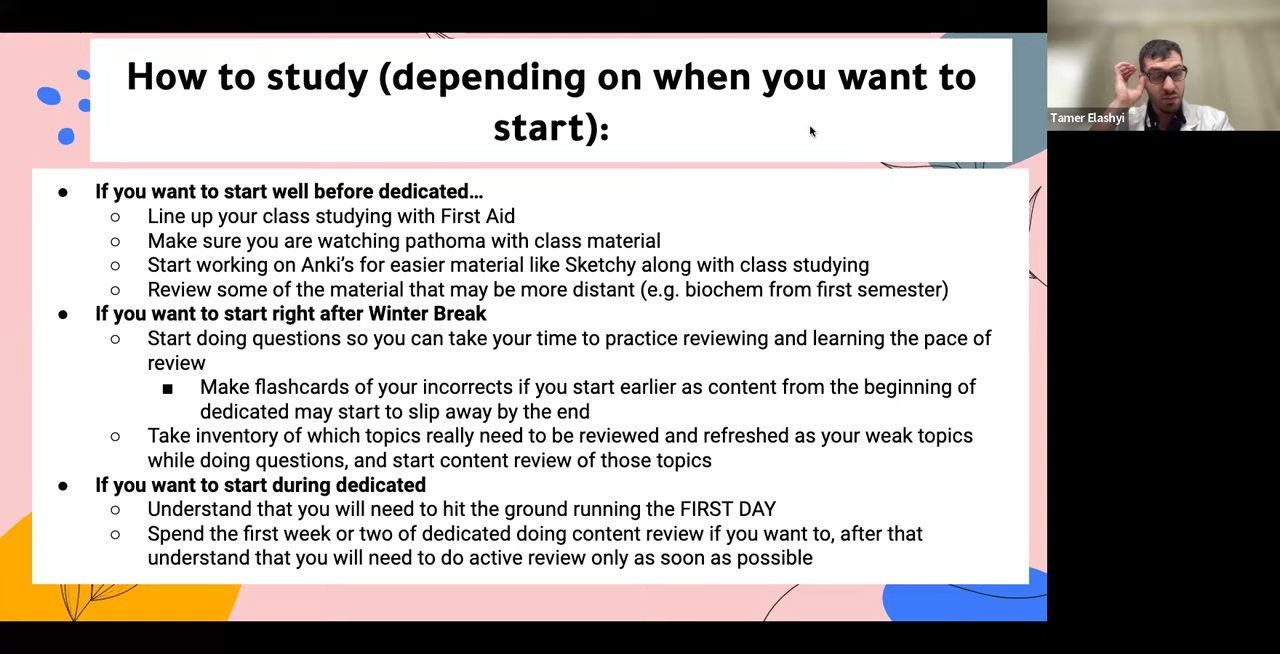 How to study (depending on when you want to
start):
Tamer Elashyi
● If you want to start well before dedicated...
○ Line up your class studying with First Aid
○ Make sure you are watching pathoma with class material
○ Start working on Anki's for easier material like Sketchy along with class studying
○ Review some of the material that may be more distant (e.g. biochem from first semester)
● If you want to start right after Winter Break
○ Start doing questions so you can take your time to practice reviewing and learning the pace of
review
■ Make flashcards of your incorrects if you start earlier as content from the beginning of
dedicated may start to slip away by the end
○ Take inventory of which topics really need to be reviewed and refreshed as your weak topics
while doing questions, and start content review of those topics
● If you want to start during dedicated
○ Understand that you will need to hit the ground running the FIRST DAY
○ Spend the first week or two of dedicated doing content review if you want to, after that
understand that you will need to do active review only as soon as possible